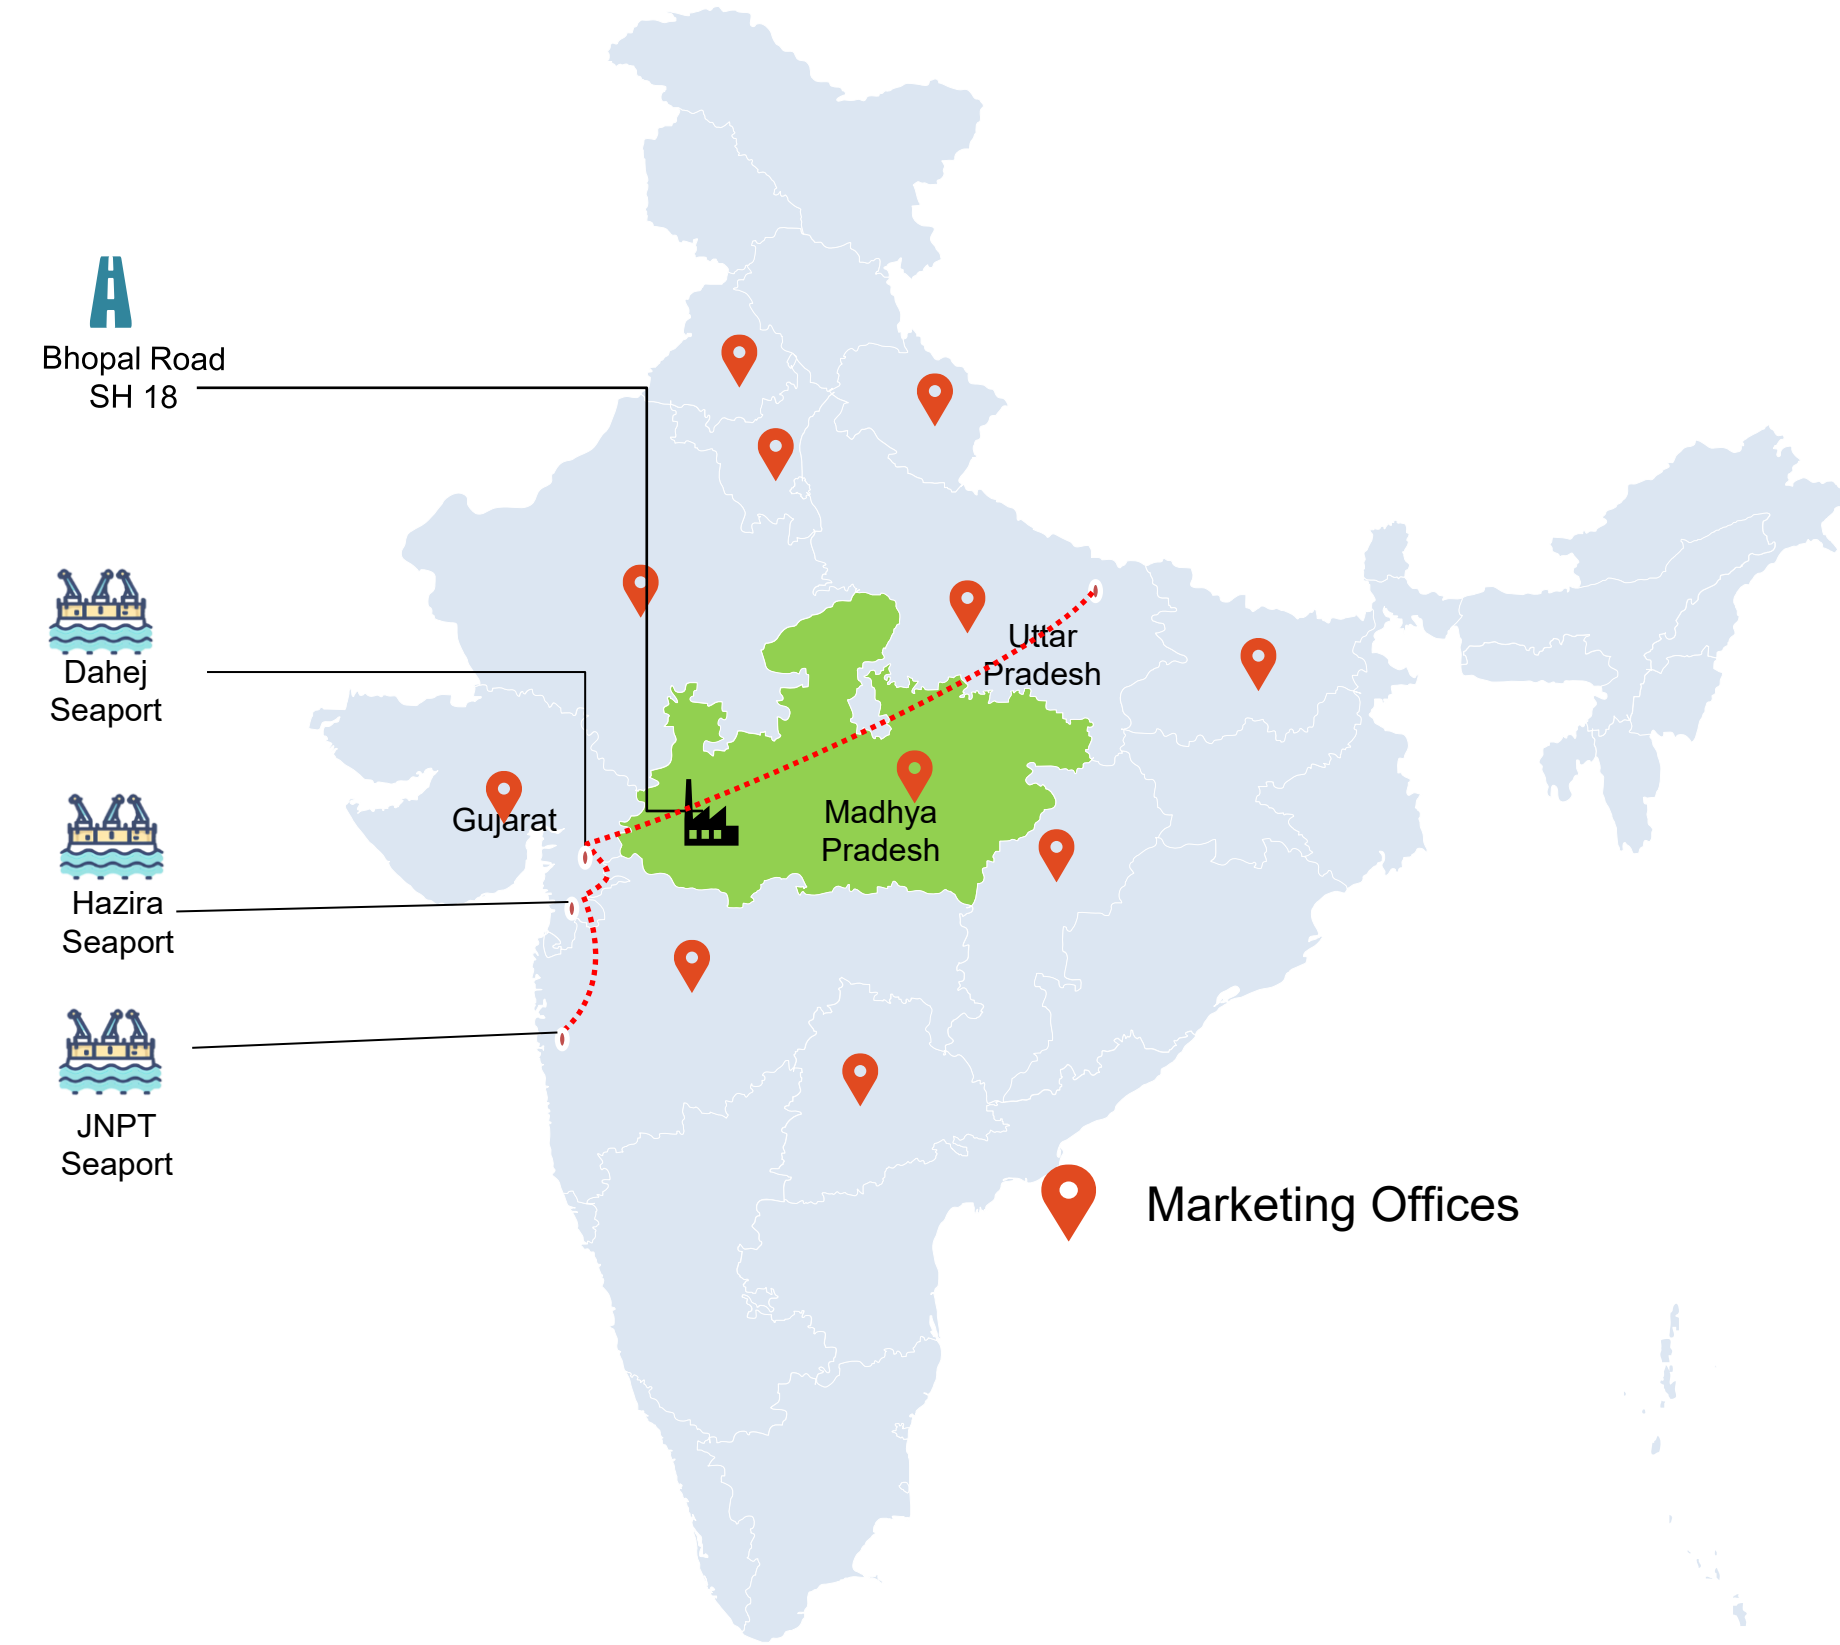 Bhopal Road
SH 18
Dahej
Seaport
Hazira
Seaport
JNPT
Seaport
Gujarat
Uttar
Pradesh
Madhya
Pradesh
Marketing Offices